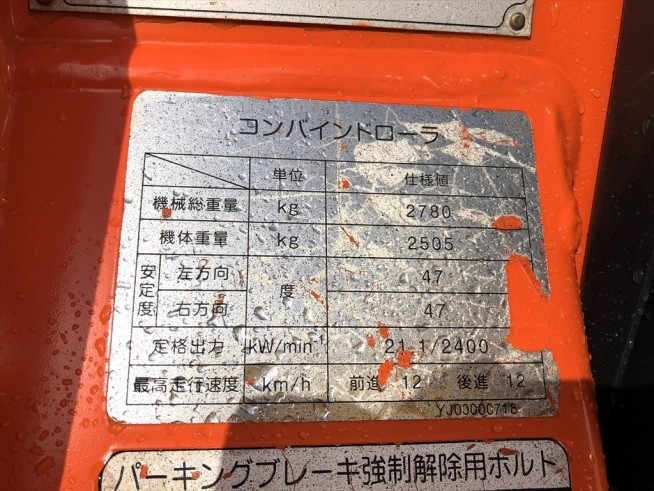 コンバインドローラ
単位 仕様値
機械総重量 kg 2780
機体重量 kg 2505
安定度 左方向 度 47
右方向 47
定格出力 kW/min⁻¹ 21.1/2400
最高走行速度 km/h 前進 12 後進 12
YJ00000718
パーキングブレーキ強制解除用ボルト